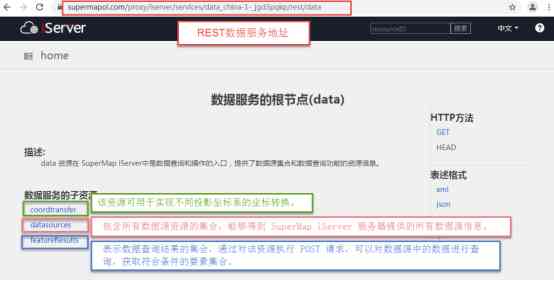 supermapol.com/proxy/iserver/services/data_china-1-_jgd3pqkp/rest/data
REST数据服务地址
iServer
resourceID
搜索
中文
home
数据服务的根节点(data)
HTTP方法
GET
HEAD
描述:
data 资源在 SuperMap iServer中是数据查询和操作的入口，提供了数据源集合和数据查询功能的资源信息。
表述格式
xml
json
数据服务的子资源
coordtransfer
该资源可用于实现不同投影坐标系的坐标转换。
datasources
包含所有数据源资源的集合，能够得到 SuperMap iServer 服务器提供的所有数据源信息。
featureResults
表示数据查询结果的集合，通过对该资源执行 POST 请求，可以对数据源中的数据进行查
询，获取符合条件的要素集合。